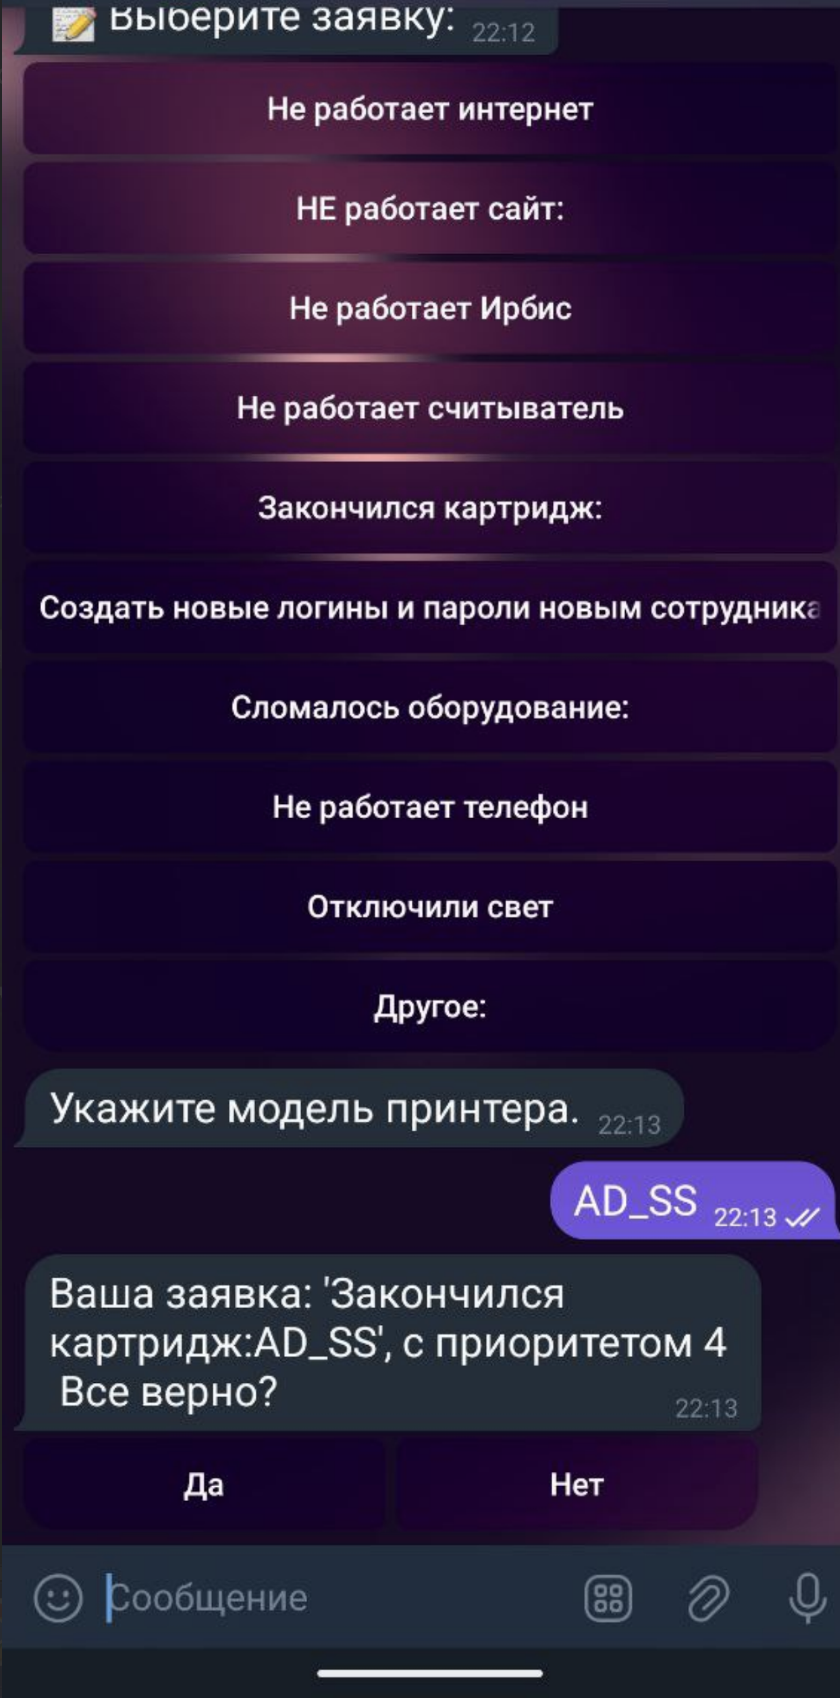 Выберите заявку: 22:12
Не работает интернет
НЕ работает сайт:
Не работает Ирбис
Не работает считыватель
Закончился картридж:
Создать новые логины и пароли новым сотрудника
Сломалось оборудование:
Не работает телефон
Отключили свет
Другое:
Укажите модель принтера. 22:13
AD_SS 22:13
Ваша заявка: 'Закончился
картридж:AD_SS', с приоритетом 4
Все верно? 22:13
Да Нет
Сообщение